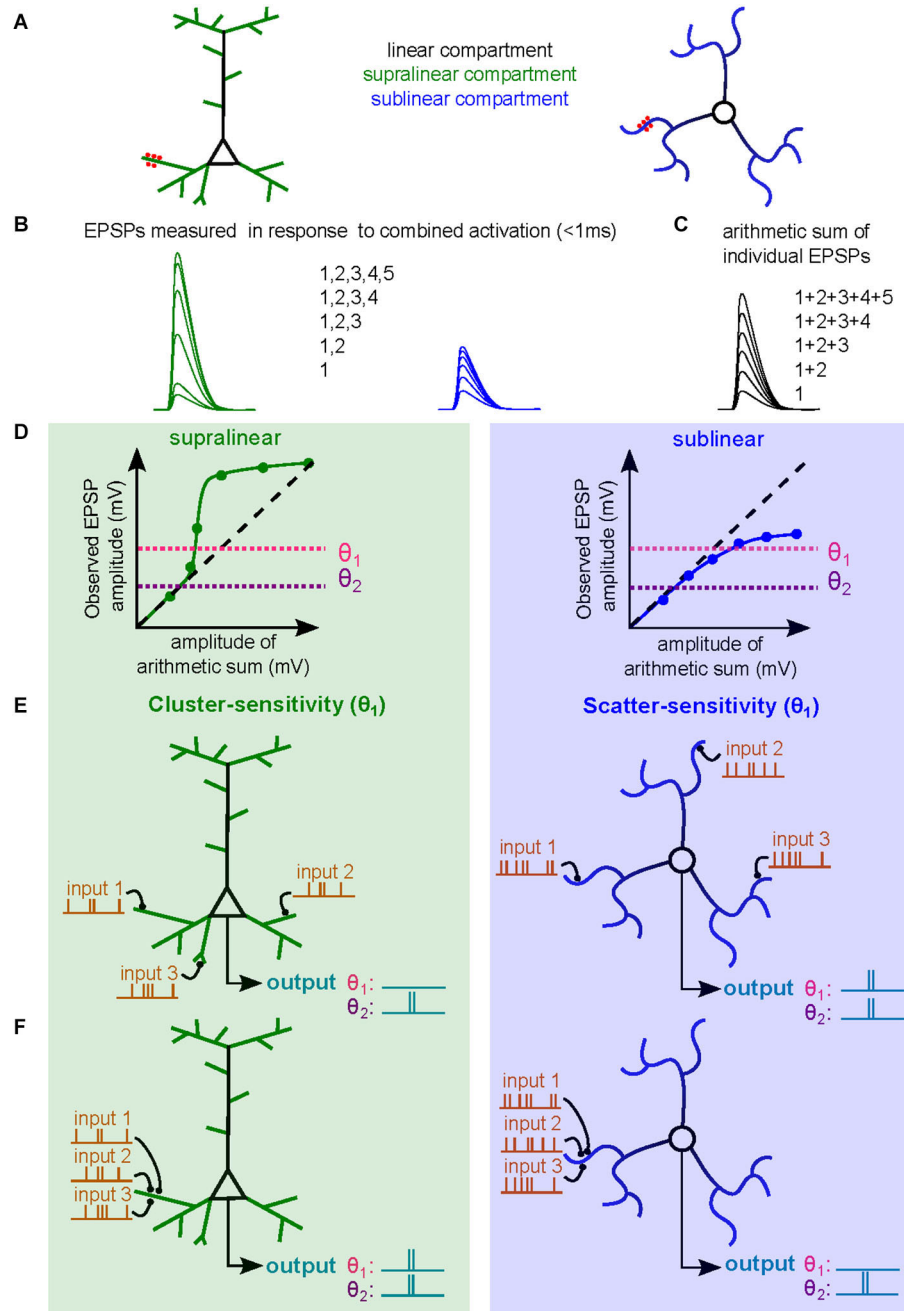 A
linear compartment
supralinear compartment
sublinear compartment
B
EPSPs measured in response to combined activation (<1ms)
1,2,3,4,5
1,2,3,4
1,2,3
1,2
1
C
arithmetic sum of
individual EPSPs
1+2+3+4+5
1+2+3+4
1+2+3
1+2
1
D
supralinear
Observed EPSP
amplitude (mV)
θ₁
θ₂
amplitude of
arithmetic sum (mV)
sublinear
Observed EPSP
amplitude (mV)
θ₁
θ₂
amplitude of
arithmetic sum (mV)
E
Cluster-sensitivity (θ₁)
input 1
input 2
input 3
output
θ₁:
θ₂:
Scatter-sensitivity (θ₁)
input 2
input 1
input 3
output
θ₁:
θ₂:
F
input 1
input 2
input 3
output
θ₁:
θ₂:
input 1
input 2
input 3
output
θ₁:
θ₂: